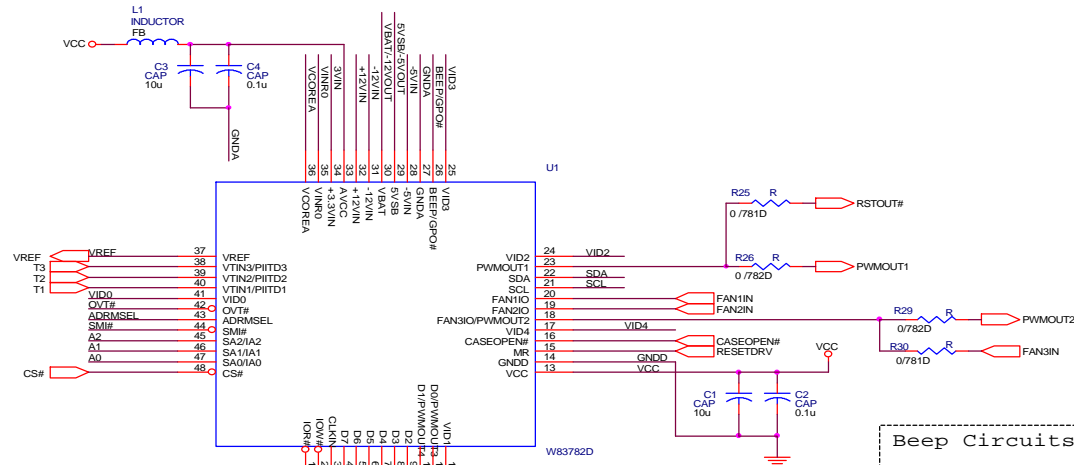 L1
INDUCTOR
FB
VCC
C3
CAP
10u
C4
CAP
0.1u
GNDA
VCOREA
VINR0
3VIN
+12VIN
-12VIN
VBAT/-12VOUT
5VSB/-5VOUT
-5VIN
GNDA
BEEP/GPO#
VID3
36
35
34
33
32
31
30
29
28
27
26
25
VCOREA
VINR0
+3.3VIN
AVCC
+12VIN
-12VIN
VBAT
5VSB
-5VIN
GNDA
BEEP/GPO#
VID3
U1
VREF
T3
T2
T1
CS#
VREF
VID0
OVT#
ADRMSEL
SMI#
A2
A1
A0
37
38
39
40
41
42
43
44
45
46
47
48
VREF
VTIN3/PIITD3
VTIN2/PIITD2
VTIN1/PIITD1
VID0
OVT#
ADRMSEL
SMI#
SA2/IA2
SA1/IA1
SA0/IA0
CS#
VID2
PWMOUT1
SDA
SCL
FAN1IO
FAN2IO
FAN3IO/PWMOUT2
VID4
CASEOPEN#
MR
GNDD
VCC
24
23
22
21
20
19
18
17
16
15
14
13
VID2
SDA
SCL
VID4
GNDD
VCC
R25
R
0 /781D
RSTOUT#
R26
R
0 /782D
PWMOUT1
FAN1IN
FAN2IN
R29
R
0/782D
PWMOUT2
R30
R
0/781D
FAN3IN
CASEOPEN#
RESETDRV
VCC
C1
CAP
10u
C2
CAP
0.1u
IOR#
IOW#
CLKIN
D7
D6
D5
D4
D3
D2
D1/PWMOUT4
D0/PWMOUT3
VID1
W83782D
Beep Circuits